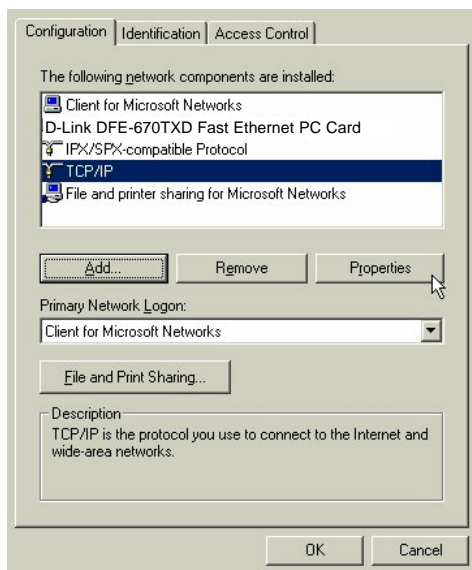 Configuration Identification Access Control
The following network components are installed:
Client for Microsoft Networks
D-Link DFE-670TXD Fast Ethernet PC Card
IPX/SPX-compatible Protocol
TCP/IP
File and printer sharing for Microsoft Networks
Add... Remove Properties
Primary Network Logon:
Client for Microsoft Networks
File and Print Sharing...
Description
TCP/IP is the protocol you use to connect to the Internet and
wide-area networks.
OK Cancel